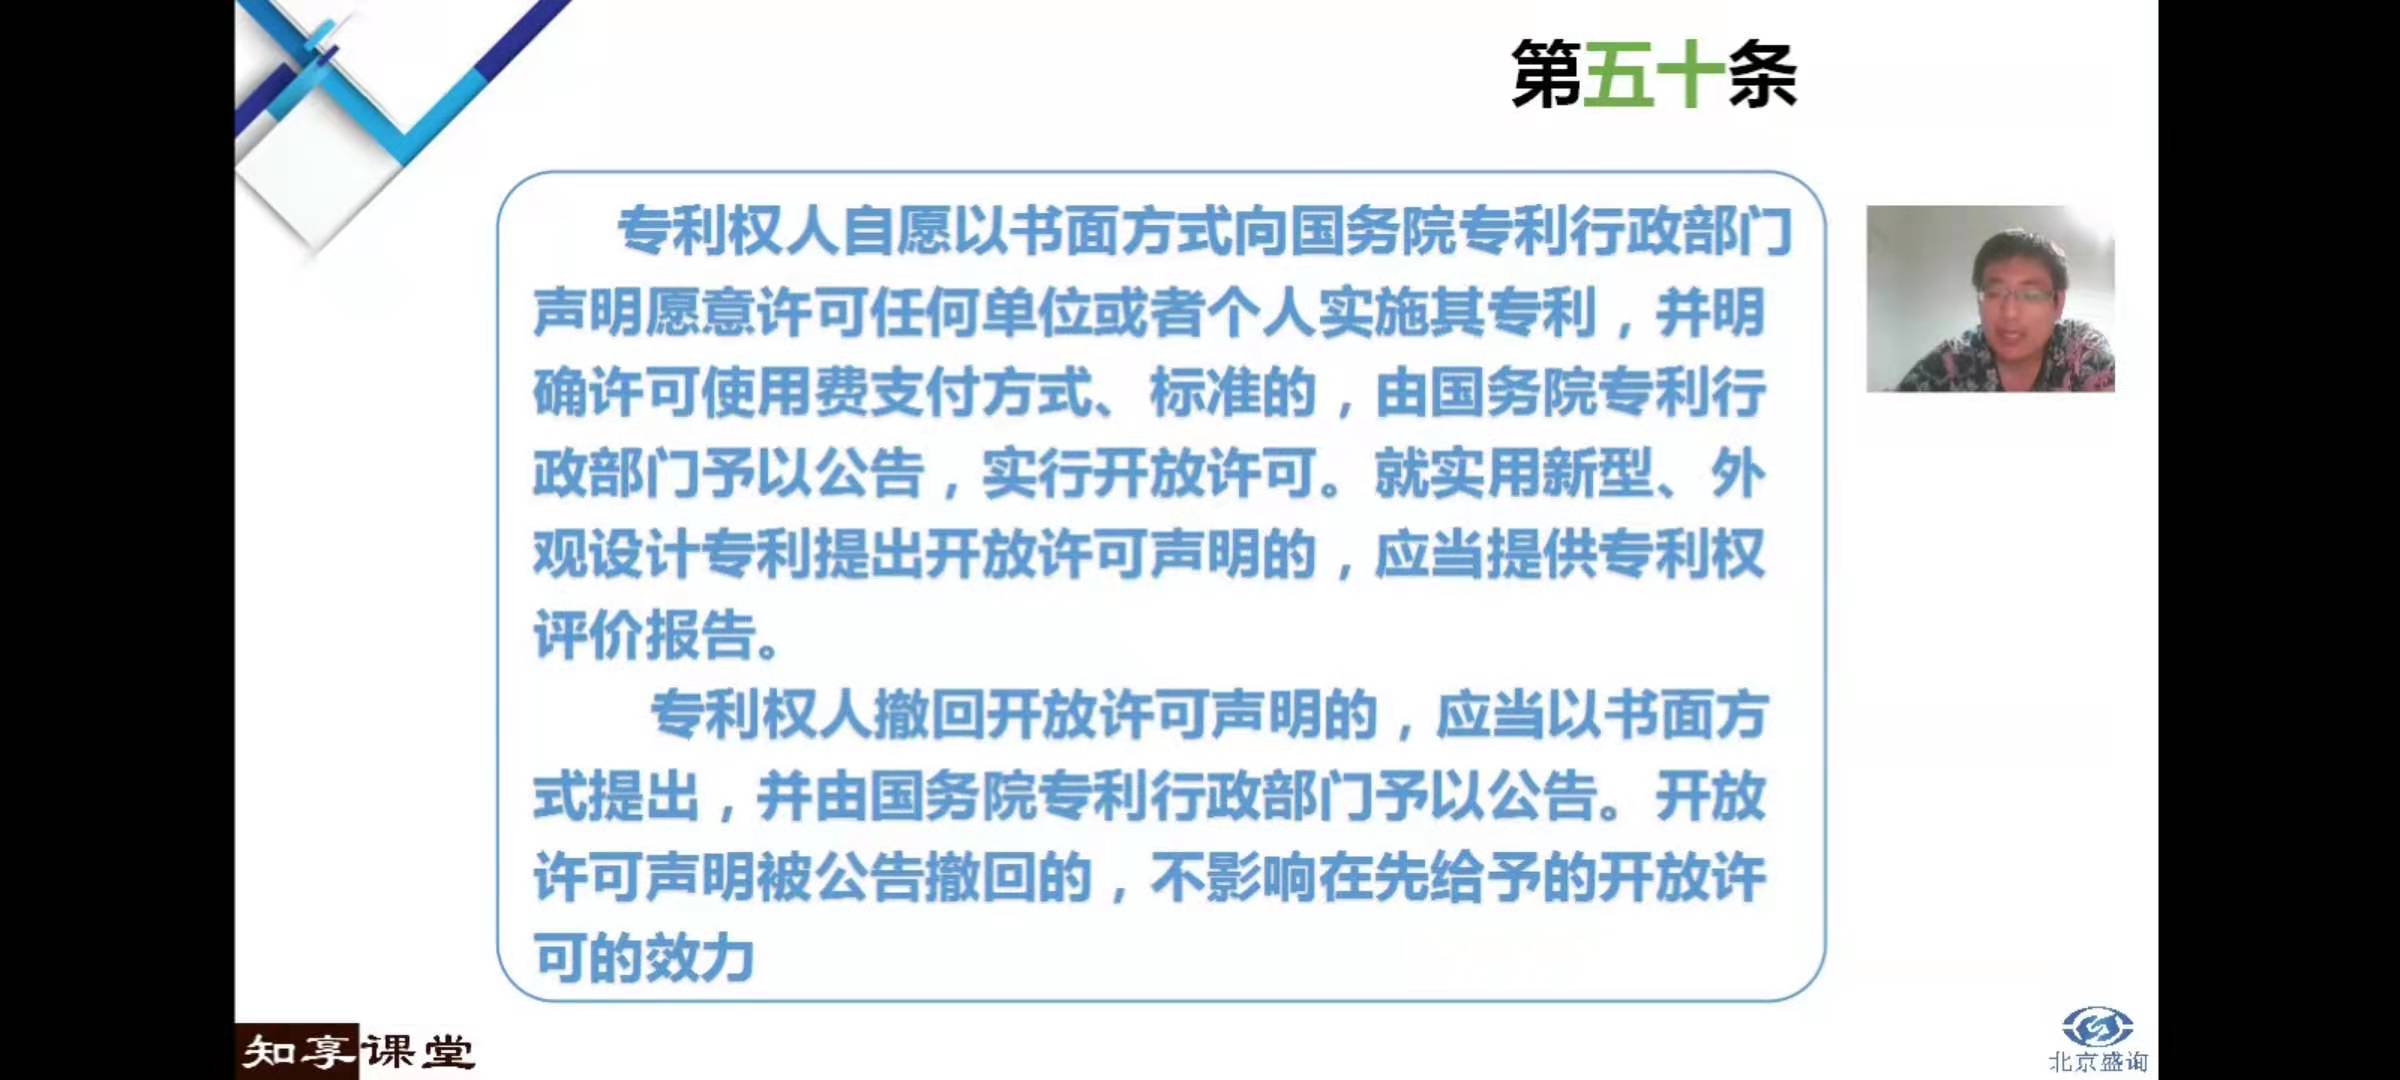 第五十条
专利权人自愿以书面方式向国务院专利行政部门
声明愿意许可任何单位或者个人实施其专利，并明
确许可使用费支付方式、标准的，由国务院专利行
政部门予以公告，实行开放许可。就实用新型、外
观设计专利提出开放许可声明的，应当提供专利权
评价报告。
专利权人撤回开放许可声明的，应当以书面方
式提出，并由国务院专利行政部门予以公告。开放
许可声明被公告撤回的，不影响在先给予的开放许
可的效力
知享课堂
北京盛询